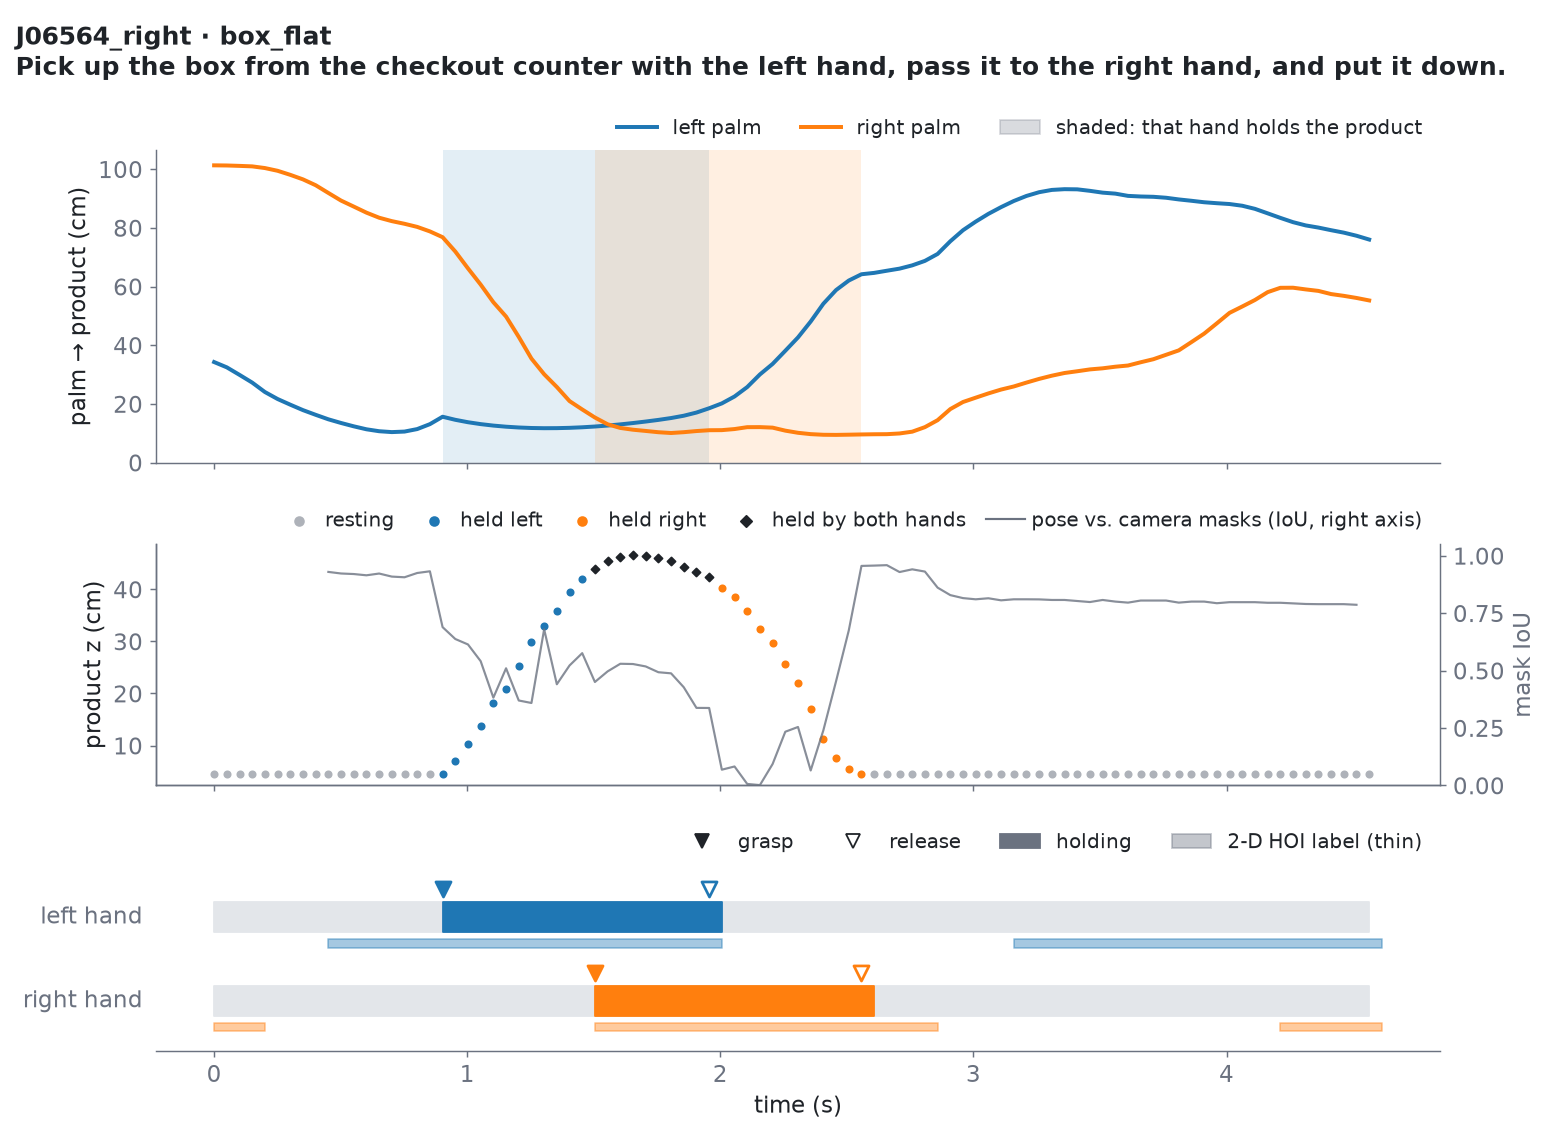 J06564_right · box_flat
Pick up the box from the checkout counter with the left hand, pass it to the right hand, and put it down.
left palm right palm shaded: that hand holds the product
palm → product (cm)
100
80
60
40
20
0
resting held left held right held by both hands pose vs. camera masks (IoU, right axis)
product z (cm)
40
30
20
10
1.00
0.75
0.50
0.25
0.00
mask IoU
grasp release holding 2-D HOI label (thin)
left hand
right hand
0 1 2 3 4
time (s)